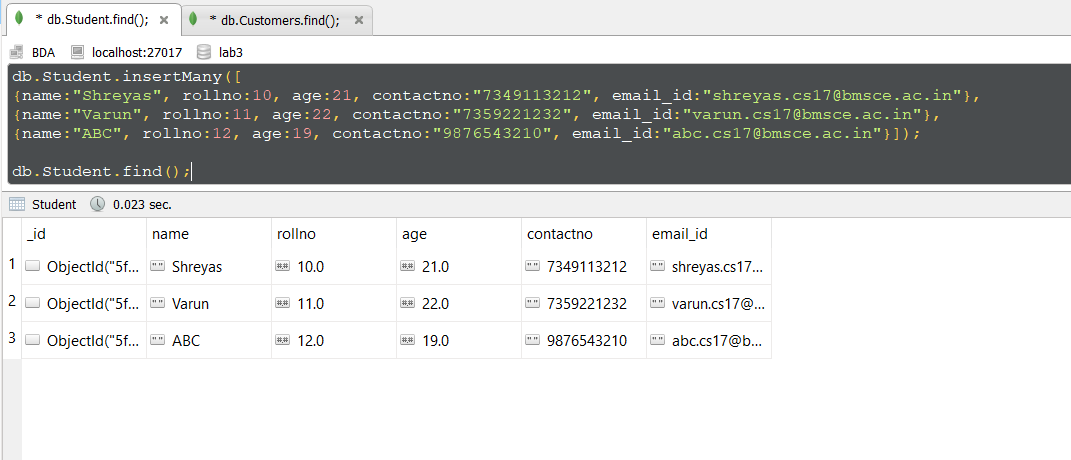 * db.Student.find(); * db.Customers.find();
BDA localhost:27017 lab3
db.Student.insertMany([
{name:"Shreyas", rollno:10, age:21, contactno:"7349113212", email_id:"shreyas.cs17@bmsce.ac.in"},
{name:"Varun", rollno:11, age:22, contactno:"7359221232", email_id:"varun.cs17@bmsce.ac.in"},
{name:"ABC", rollno:12, age:19, contactno:"9876543210", email_id:"abc.cs17@bmsce.ac.in"}]);
db.Student.find();
Student 0.023 sec.
_id name rollno age contactno email_id
1 ObjectId("5f... "" Shreyas ## 10.0 ## 21.0 "" 7349113212 "" shreyas.cs17...
2 ObjectId("5f... "" Varun ## 11.0 ## 22.0 "" 7359221232 "" varun.cs17@...
3 ObjectId("5f... "" ABC ## 12.0 ## 19.0 "" 9876543210 "" abc.cs17@b...